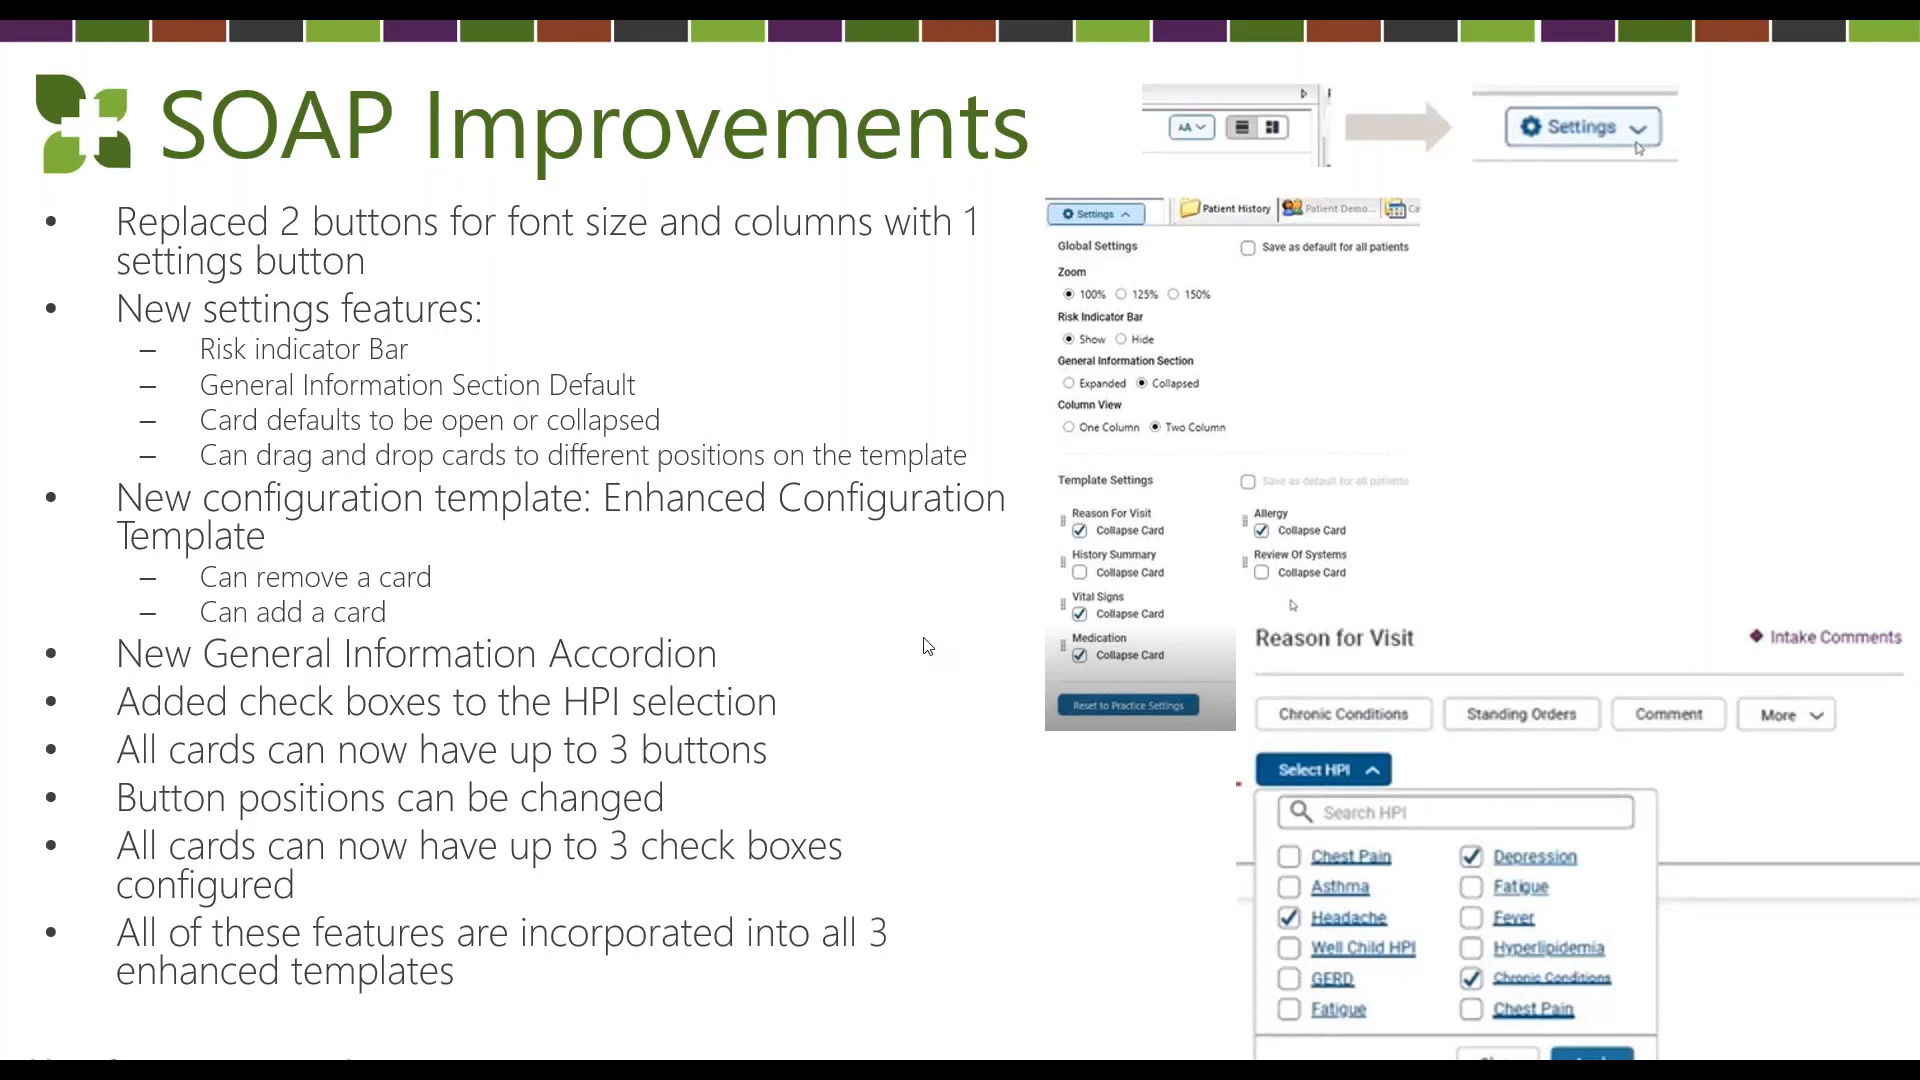 SOAP Improvements
AA
Settings
• Replaced 2 buttons for font size and columns with 1
settings button
• New settings features:
– Risk indicator Bar
– General Information Section Default
– Card defaults to be open or collapsed
– Can drag and drop cards to different positions on the template
• New configuration template: Enhanced Configuration
Template
– Can remove a card
– Can add a card
• New General Information Accordion
• Added check boxes to the HPI selection
• All cards can now have up to 3 buttons
• Button positions can be changed
• All cards can now have up to 3 check boxes
configured
• All of these features are incorporated into all 3
enhanced templates
Settings Patient History Patient Demo... Ca
Global Settings Save as default for all patients
Zoom
100% 125% 150%
Risk Indicator Bar
Show Hide
General Information Section
Expanded Collapsed
Column View
One Column Two Column
Template Settings Save as default for all patients
Reason For Visit Allergy
Collapse Card Collapse Card
History Summary Review Of Systems
Collapse Card Collapse Card
Vital Signs
Collapse Card
Medication
Collapse Card
Reset to Practice Settings
Reason for Visit Intake Comments
Chronic Conditions Standing Orders Comment More
Select HPI
Search HPI
Chest Pain Depression
Asthma Fatigue
Headache Fever
Well Child HPI Hyperlipidemia
GERD Chronic Conditions
Fatigue Chest Pain